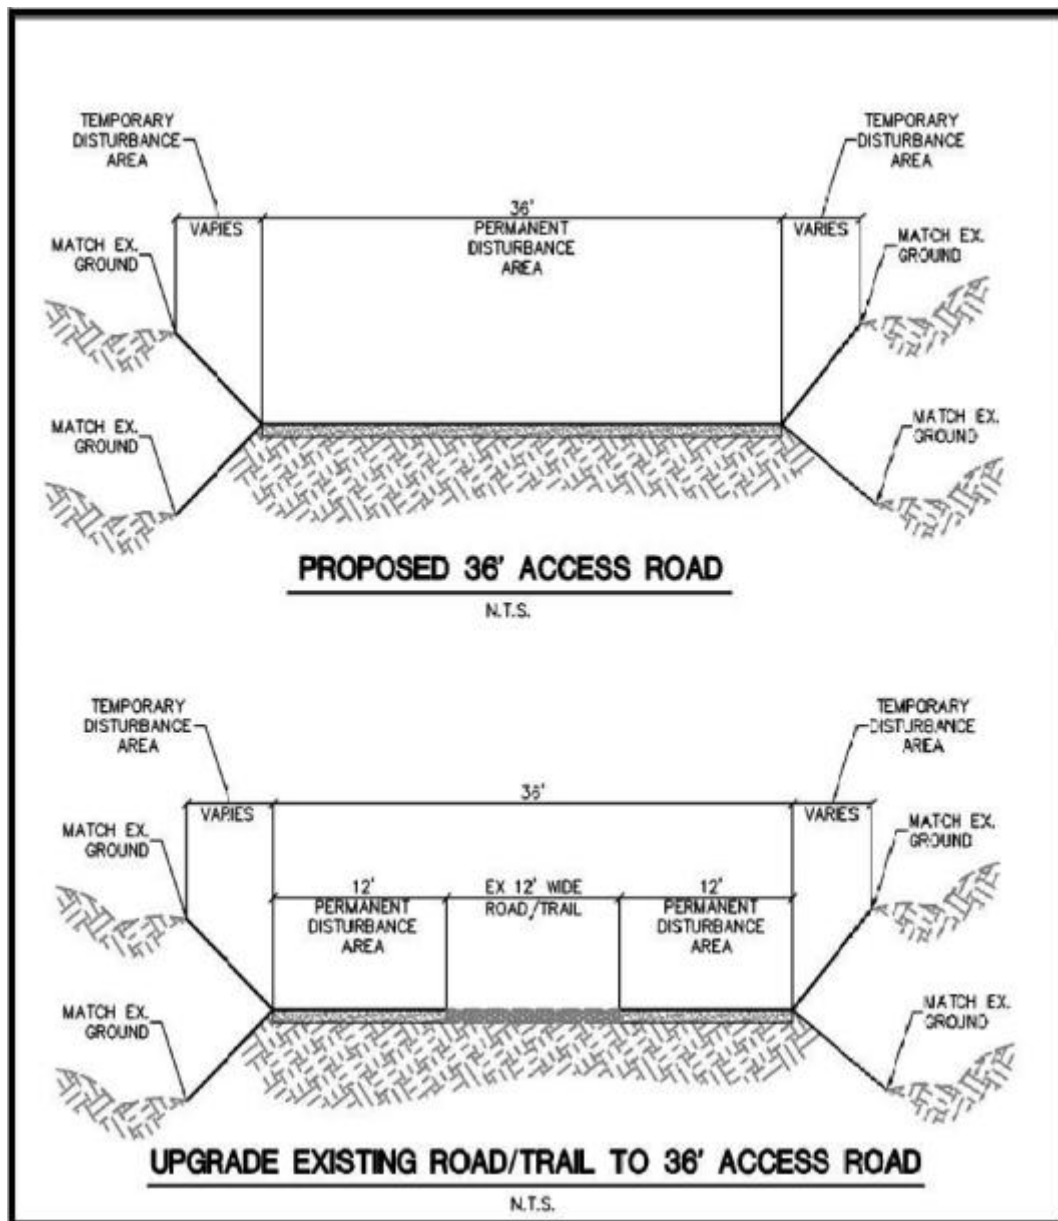 TEMPORARY
DISTURBANCE
AREA
TEMPORARY
DISTURBANCE
AREA
36'
VARIES
PERMANENT
DISTURBANCE
AREA
VARIES
MATCH EX.
GROUND
MATCH EX.
GROUND
MATCH EX.
GROUND
MATCH EX.
GROUND
PROPOSED 36' ACCESS ROAD
N.T.S.
TEMPORARY
DISTURBANCE
AREA
TEMPORARY
DISTURBANCE
AREA
36'
VARIES
VARIES
MATCH EX.
GROUND
MATCH EX.
GROUND
12'
PERMANENT
DISTURBANCE
AREA
EX 12' WIDE
ROAD/TRAIL
12'
PERMANENT
DISTURBANCE
AREA
MATCH EX.
GROUND
MATCH EX.
GROUND
UPGRADE EXISTING ROAD/TRAIL TO 36' ACCESS ROAD
N.T.S.